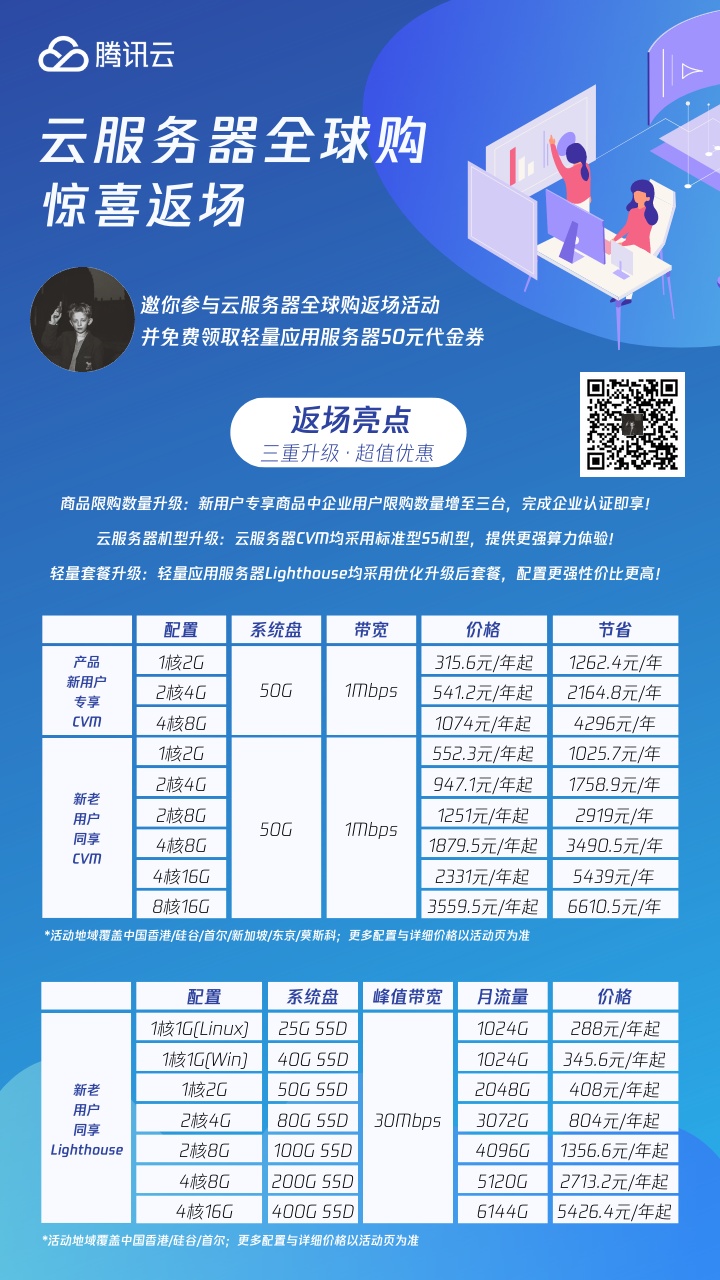 腾讯云
云服务器全球购
惊喜返场
邀你参与云服务器全球购返场活动
并免费领取轻量应用服务器50元代金券
返场亮点
三重升级·超值优惠
商品限购数量升级：新用户专享商品中企业用户限购数量增至三台，完成企业认证即享！
云服务器机型升级：云服务器CVM均采用标准型S5机型，提供更强算力体验！
轻量套餐升级：轻量应用服务器Lighthouse均采用优化升级后套餐，配置更强性价比更高！
配置 系统盘 带宽 价格 节省
产品
新用户
专享
CVM
50G 1Mbps
1核2G 315.6元/年起 1262.4元/年
2核4G 541.2元/年起 2164.8元/年
4核8G 1074元/年起 4296元/年
新老
用户
同享
CVM
50G 1Mbps
1核2G 552.3元/年起 1025.7元/年
2核4G 947.1元/年起 1758.9元/年
2核8G 1251元/年起 2919元/年
4核8G 1879.5元/年起 3490.5元/年
4核16G 2331元/年起 5439元/年
8核16G 3559.5元/年起 6610.5元/年
*活动地域覆盖中国香港/硅谷/首尔/新加坡/东京/莫斯科；更多配置与详细价格以活动页为准
配置 系统盘 峰值带宽 月流量 价格
新老
用户
同享
Lighthouse
30Mbps
1核1G(Linux) 25G SSD 1024G 288元/年起
1核1G(Win) 40G SSD 1024G 345.6元/年起
1核2G 50G SSD 2048G 408元/年起
2核4G 80G SSD 3072G 804元/年起
2核8G 100G SSD 4096G 1356.6元/年起
4核8G 200G SSD 5120G 2713.2元/年起
4核16G 400G SSD 6144G 5426.4元/年起
*活动地域覆盖中国香港/硅谷/首尔；更多配置与详细价格以活动页为准